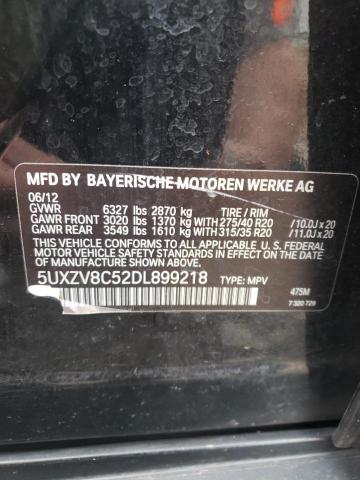 MFD BY BAYERISCHE MOTOREN WERKE AG
06/12
GVWR 6327 lbs 2870 kg TIRE / RIM
GAWR FRONT 3020 lbs 1370 kg WITH 275/40 R20 /10.0J x 20
GAWR REAR 3549 lbs 1610 kg WITH 315/35 R20 /11.0J x 20
THIS VEHICLE CONFORMS TO ALL APPLICABLE
U.S. FEDERAL MOTOR VEHICLE SAFETY STANDARDS IN
EFFECT ON THE DATE OF MANUFACTURE SHOWN ABOVE.
5UXZV8C52DL899218 TYPE: MPV
475M
7 320 729